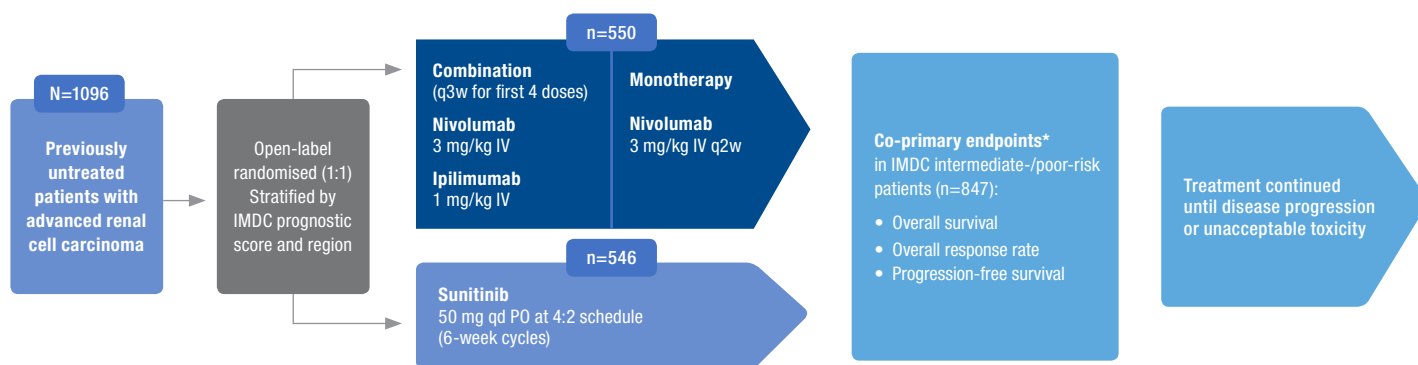 N=1096
Previously
untreated
patients with
advanced renal
cell carcinoma
Open-label
randomised (1:1)
Stratified by
IMDC prognostic
score and region
n=550
Combination
(q3w for first 4 doses)
Nivolumab
3 mg/kg IV
Ipilimumab
1 mg/kg IV
Monotherapy
Nivolumab
3 mg/kg IV q2w
n=546
Sunitinib
50 mg qd PO at 4:2 schedule
(6-week cycles)
Co-primary endpoints*
in IMDC intermediate-/poor-risk
patients (n=847):
• Overall survival
• Overall response rate
• Progression-free survival
Treatment continued
until disease progression
or unacceptable toxicity